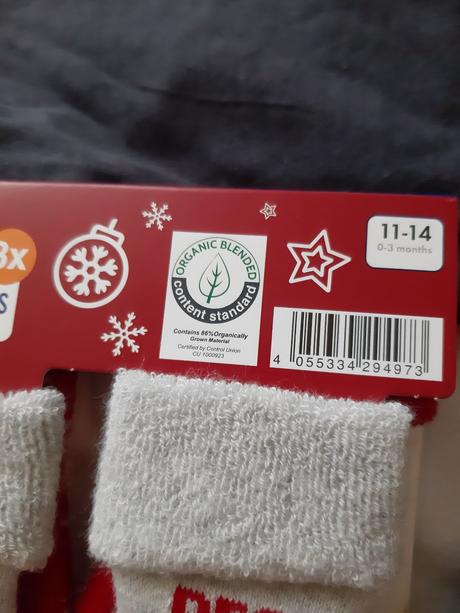 3x
S
ORGANIC BLENDED
content standard
Contains 86%Organically
Grown Material
Certified by Control Union
CU 1000923
11-14
0-3 months
4 055334 294973